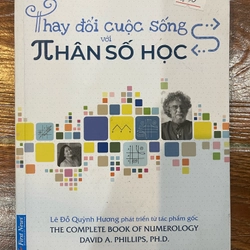 Thay đổi cuộc sống
với
NHÂN SỐ HỌC
Lê Đỗ Quỳnh Hương phát triển từ tác phẩm gốc
THE COMPLETE BOOK OF NUMEROLOGY
DAVID A. PHILLIPS, PH.D.
First News